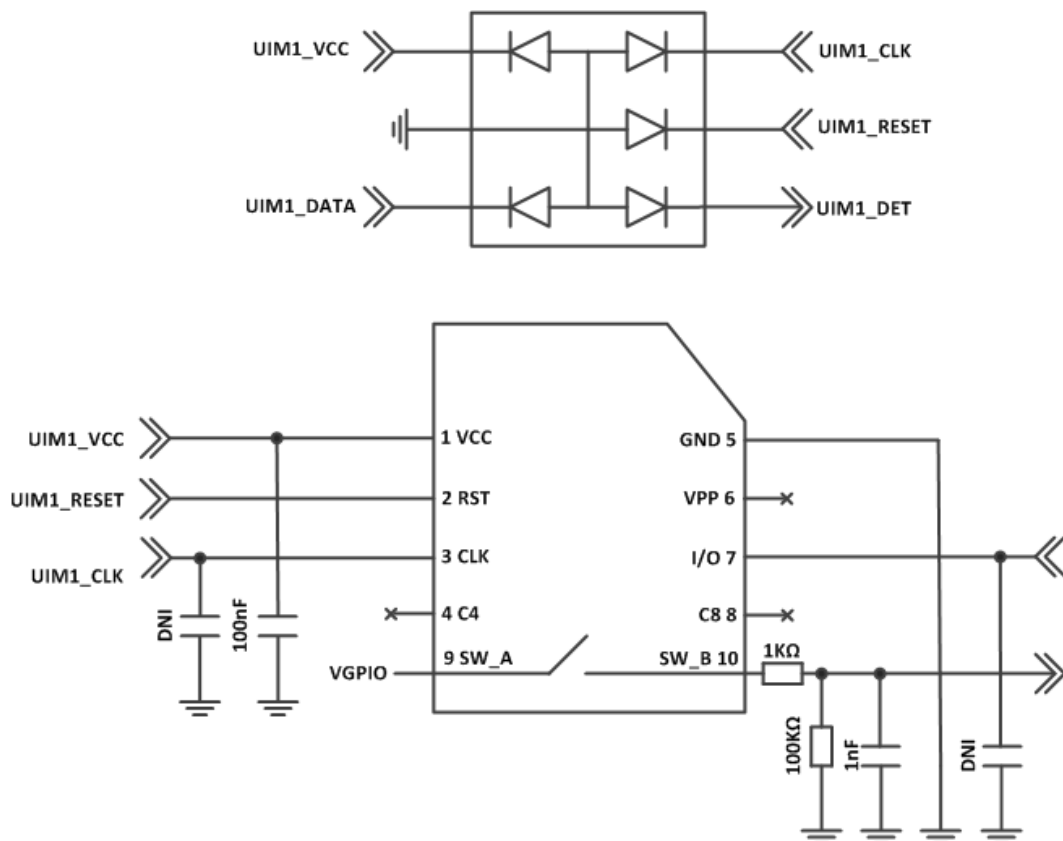 UIM1_VCC
UIM1_CLK
UIM1_RESET
UIM1_DATA
UIM1_DET
UIM1_VCC
1 VCC
GND 5
UIM1_RESET
2 RST
VPP 6
UIM1_CLK
3 CLK
I/O 7
DNI
100nF
4 C4
C8 8
VGPIO
9 SW_A
SW_B 10
1KΩ
100KΩ
1nF
DNI